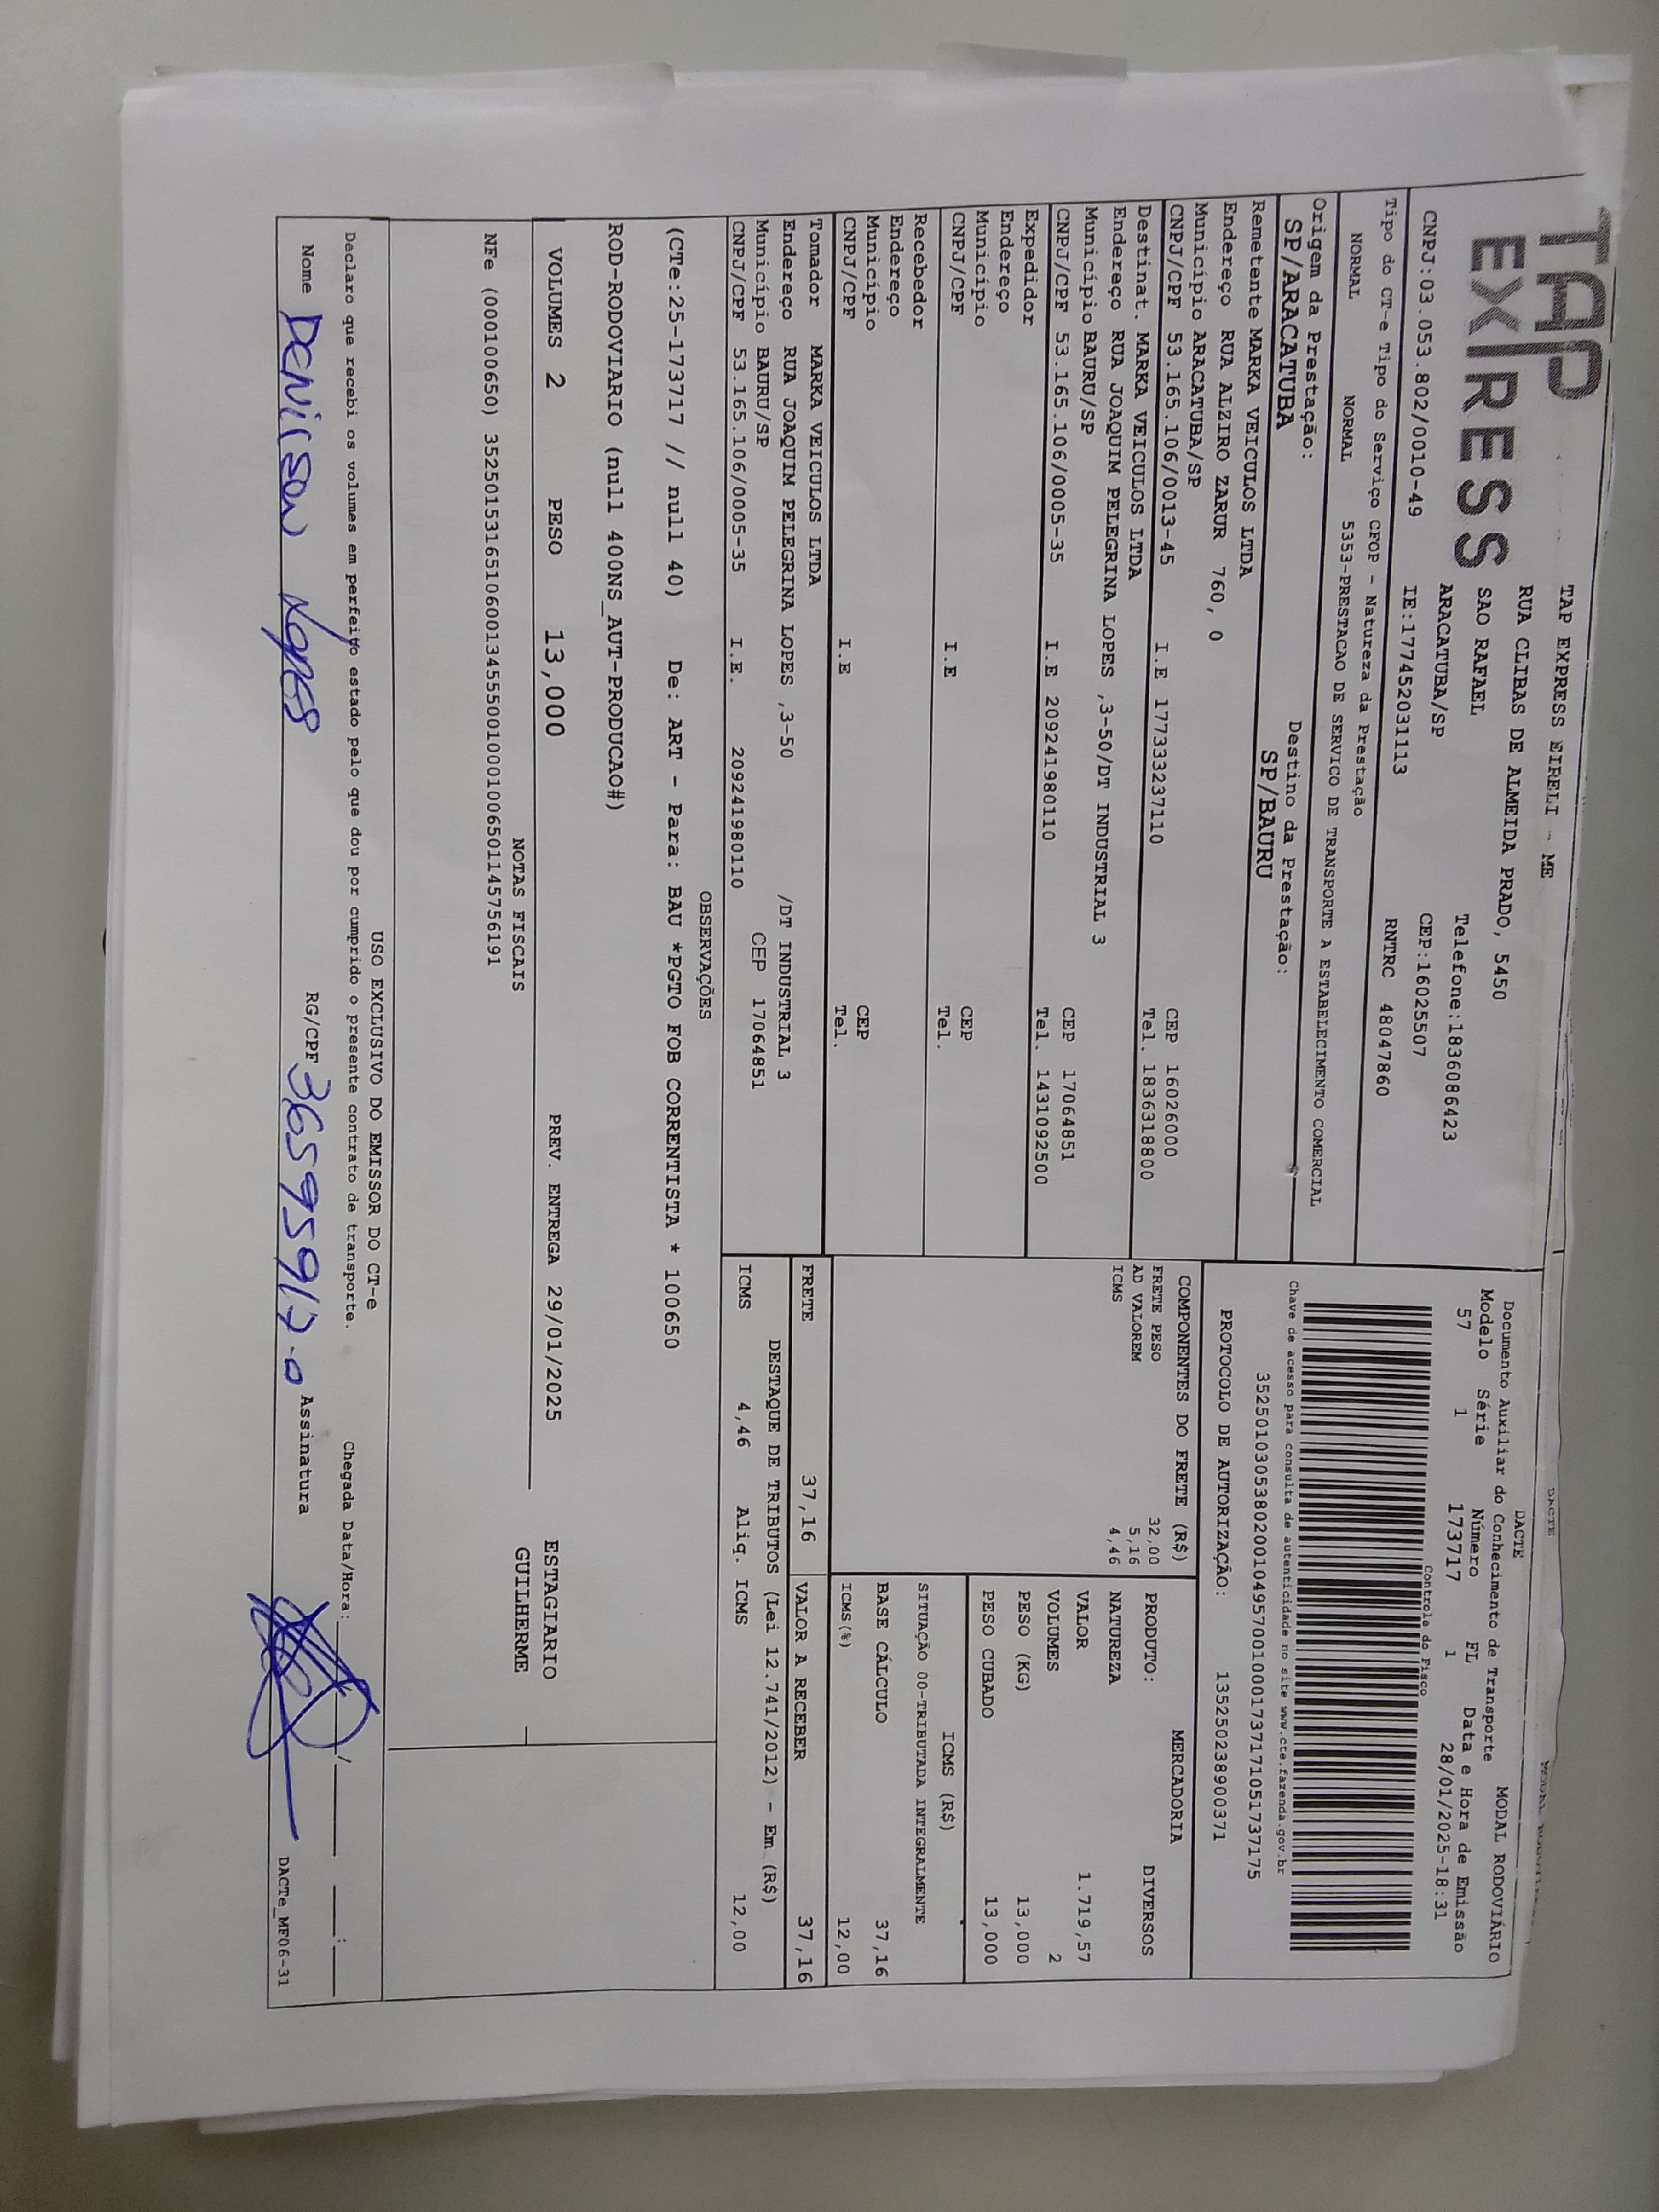 TAP
EXPRESS
TAP EXPRESS EIRELI - ME
RUA CLIBAS DE ALMEIDA PRADO, 5450
SAO RAFAEL Telefone:1836086423
ARACATUBA/SP CEP:16025507
CNPJ:03.053.802/0010-49 IE:177452031113 RNTRC 48047860
Tipo do CT-e Tipo do Serviço CFOP - Natureza da Prestação
NORMAL NORMAL 5353-PRESTACAO DE SERVICO DE TRANSPORTE A ESTABELECIMENTO COMERCIAL
Origem da Prestação: Destino da Prestação:
SP/ARACATUBA SP/BAURU
Remetente MARKA VEICULOS LTDA
Endereço RUA ALZIRO ZARUR 760, 0
Município ARACATUBA/SP CEP 16026000
CNPJ/CPF 53.165.106/0013-45 I.E 177333237110 Tel. 1836318800
Destinat. MARKA VEICULOS LTDA
Endereço RUA JOAQUIM PELEGRINA LOPES ,3-50/DT INDUSTRIAL 3
Município BAURU/SP CEP 17064851
CNPJ/CPF 53.165.106/0005-35 I.E 209241980110 Tel. 1431092500
Expedidor
Endereço
Município CEP
CNPJ/CPF I.E Tel.
Recebedor
Endereço
Município CEP
CNPJ/CPF I.E Tel.
Tomador MARKA VEICULOS LTDA
Endereço RUA JOAQUIM PELEGRINA LOPES ,3-50 /DT INDUSTRIAL 3
Município BAURU/SP CEP 17064851
CNPJ/CPF 53.165.106/0005-35 I.E. 209241980110
DACTE
DACTE
Documento Auxiliar do Conhecimento de Transporte MODAL RODOVIÁRIO
Modelo Série Número FL Data e Hora de Emissão
57 1 173717 1 28/01/2025-18:31
Controle do Fisco
Chave de acesso para consulta de autenticidade no site www.cte.fazenda.gov.br
35250103053802001049570010001737171051737175
PROTOCOLO DE AUTORIZAÇÃO: 135250238900371
COMPONENTES DO FRETE (R$)
FRETE PESO 32,00
AD VALOREM 5,16
ICMS 4,46
MERCADORIA
PRODUTO: DIVERSOS
NATUREZA
VALOR 1.719,57
VOLUMES 2
PESO (KG) 13,000
PESO CUBADO 13,000
ICMS (R$)
SITUAÇÃO 00-TRIBUTADA INTEGRALMENTE
BASE CÁLCULO 37,16
ICMS(%) 12,00
FRETE 37,16 VALOR A RECEBER 37,16
DESTAQUE DE TRIBUTOS (Lei 12.741/2012) - Em (R$)
ICMS 4,46 Aliq. ICMS 12,00
OBSERVAÇÕES
(CTe:25-173717 // null 40) De: ART - Para: BAU *PGTO FOB CORRENTISTA * 100650
ROD-RODOVIARIO (null 400NS_AUT-PRODUCAO#)
VOLUMES 2 PESO 13,000 PREV. ENTREGA 29/01/2025 ESTAGIARIO
GUILHERME
NOTAS FISCAIS
NFe (000100650) 35250153165106001345550010001006501145756191
USO EXCLUSIVO DO EMISSOR DO CT-e
Declaro que recebi os volumes em perfeito estado pelo que dou por cumprido o presente contrato de transporte. Chegada Data/Hora: / :
Nome Denilson Lopes RG/CPF Assinatura
DACTe_MF06-31